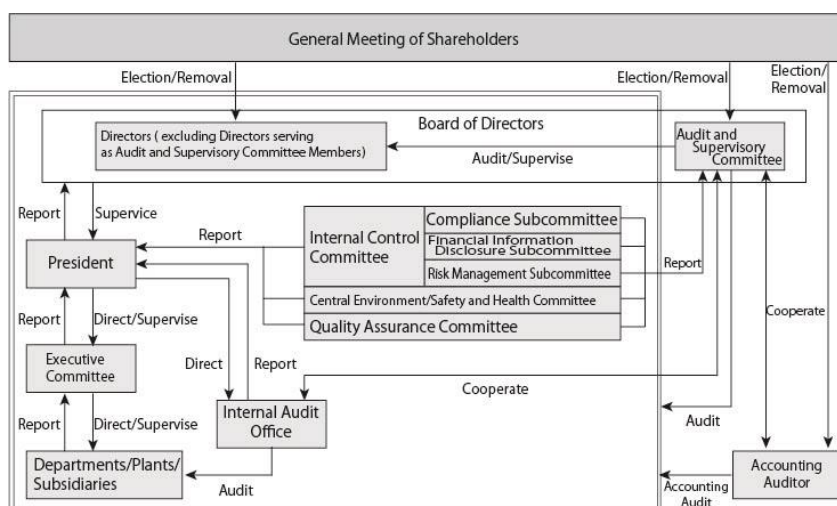 General Meeting of Shareholders
Election/Removal
Election/Removal
Election/
Removal
Board of Directors
Directors ( excluding Directors serving
as Audit and Supervisory Committee Members)
Audit/Supervise
Audit and
Supervisory
Committee
Report
Supervice
President
Report
Internal Control
Committee
Compliance Subcommittee
Financial Information
Disclosure Subcommittee
Risk Management Subcommittee
Central Environment/Safety and Health Committee
Quality Assurance Committee
Report
Cooperate
Report
Direct/Supervise
Executive
Committee
Direct
Report
Cooperate
Report
Direct/Supervise
Internal Audit
Office
Audit
Departments/Plants/
Subsidiaries
Audit
Accounting
Audit
Accounting
Auditor